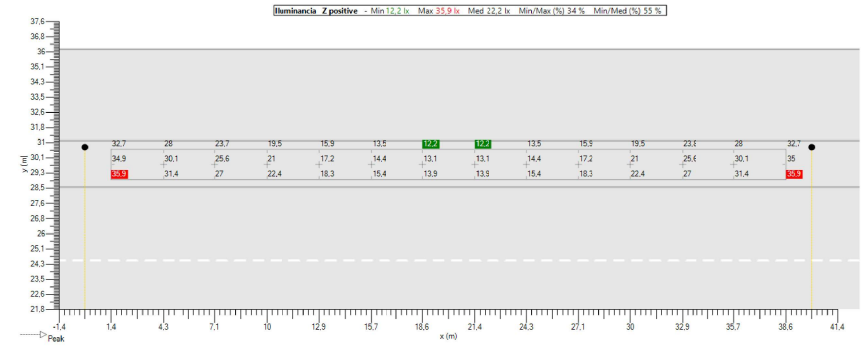 Iluminancia Z positive - Min 12,2 lx Max 35,9 lx Med 22,2 lx Min/Max (%) 34 % Min/Med (%) 55 %
37,6
36,8
36
35,1
34,3
33,5
32,6
31,8
31
32,7 28 23,7 19,5 15,9 13,5 12,2 12,2 13,5 15,9 19,5 23,8 28 32,7
30,1
34,9 30,1 25,6 21 17,2 14,4 13,1 13,1 14,4 17,2 21 25,6 30,1 35
29,3
35,9 31,4 27 22,4 18,3 15,4 13,9 13,9 15,4 18,3 22,4 27 31,4 35,9
28,5
27,6
26,8
26
25,1
24,3
23,5
22,6
21,8
y (m)
-1,4 1,4 4,3 7,1 10 12,9 15,7 18,6 21,4 24,3 27,1 30 32,9 35,7 38,6 41,4
x (m)
Peak